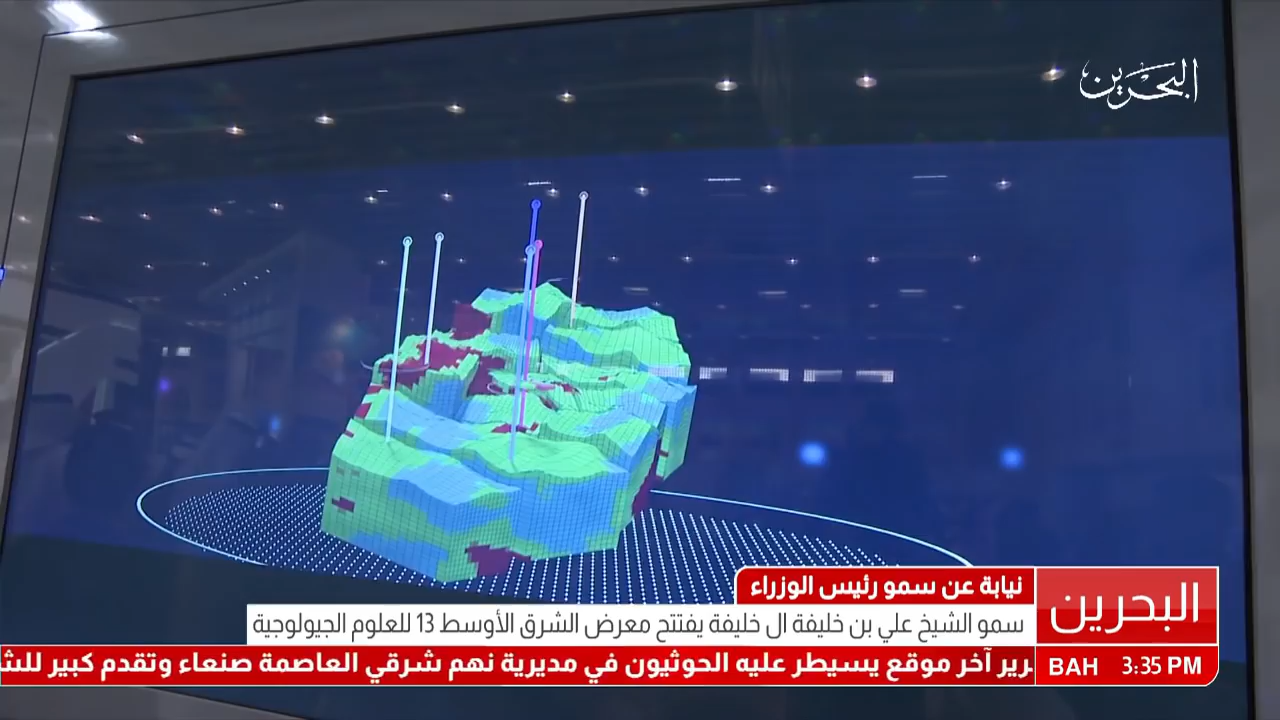 البحرين
نيابة عن سمو رئيس الوزراء
البحرين
سمو الشيخ علي بن خليفة ال خليفة يفتتح معرض الشرق الأوسط 13 للعلوم الجيولوجية
آخر موقع يسيطر عليه الحوثيون في مديرية نهم شرقي العاصمة صنعاء وتقدم كبير
BAH 3:35 PM